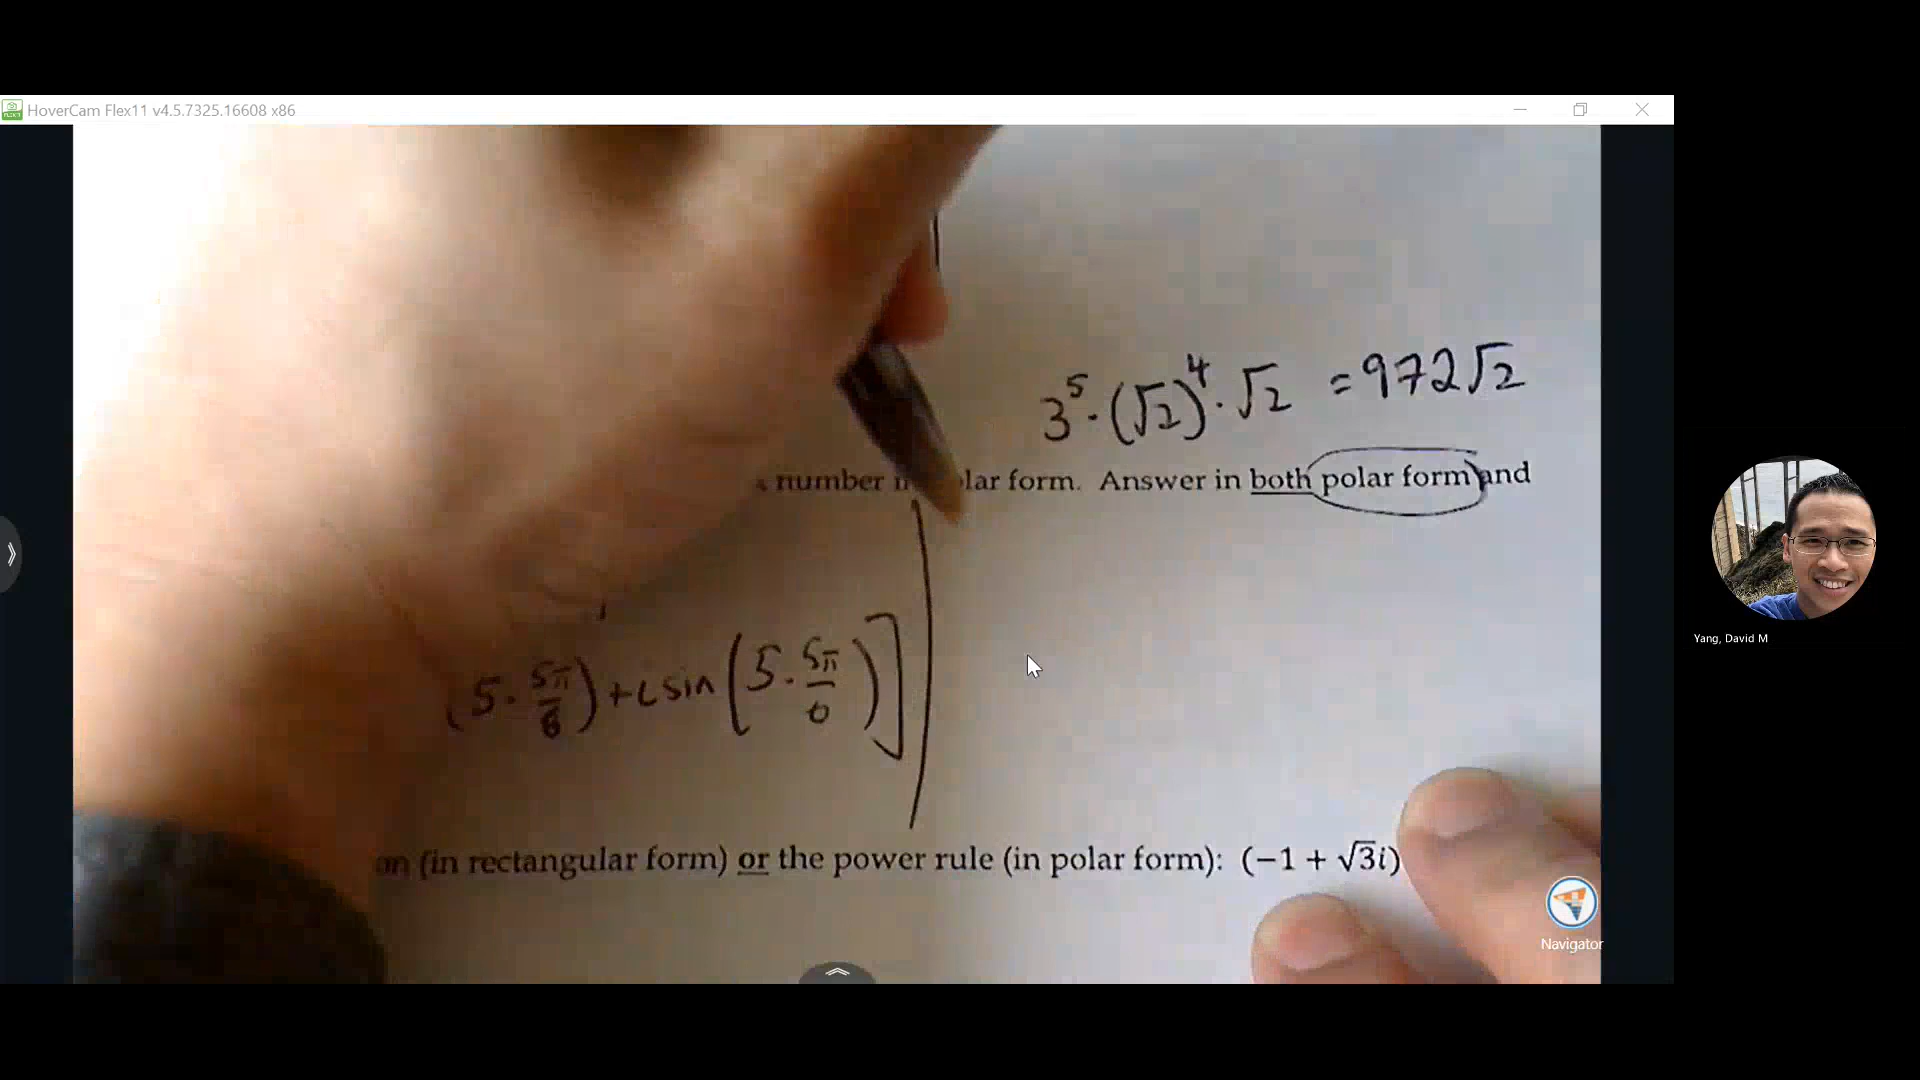 HoverCam Flex11 v4.5.7325.16608 x86
3⁵ · (√2)⁴ · √2 = 972√2
number lar form. Answer in both polar form and
(5 · 5π/6) + i sin (5 · 5π/6)]
on (in rectangular form) or the power rule (in polar form): (−1 + √3i)
Navigator
Yang, David M